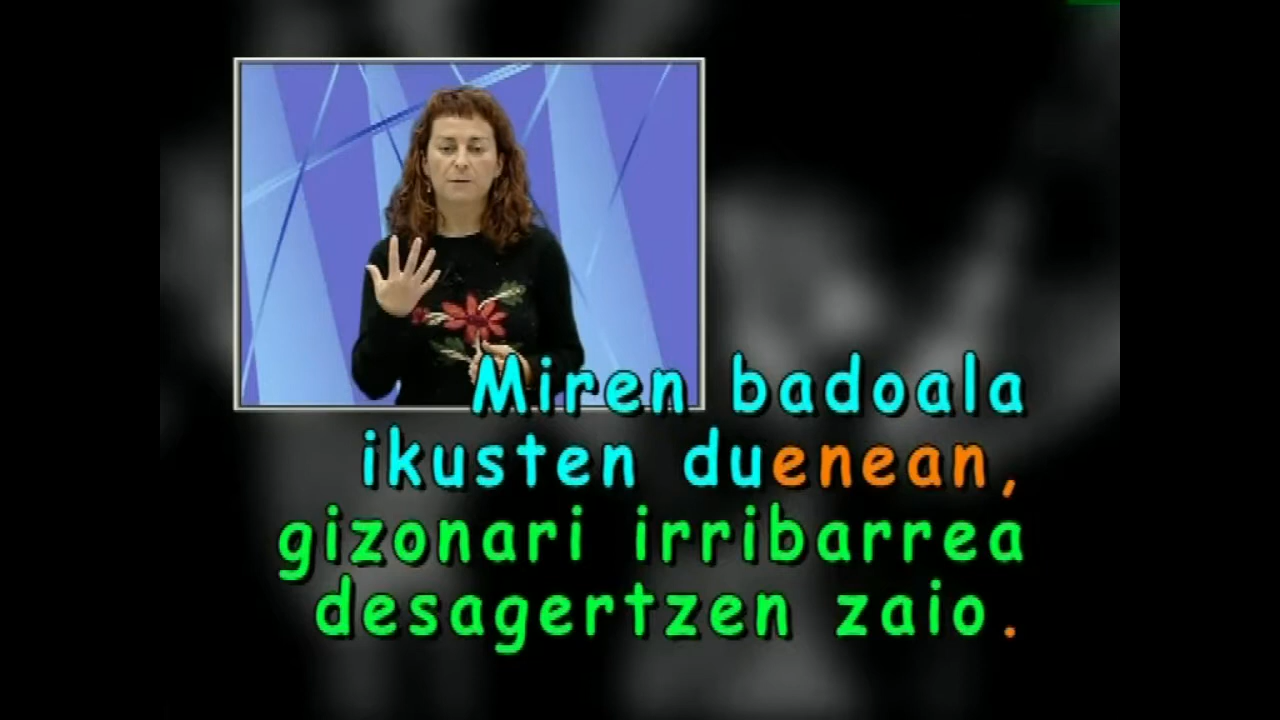 Miren badoala
ikusten duenean,
gizonari irribarrea
desagertzen zaio.